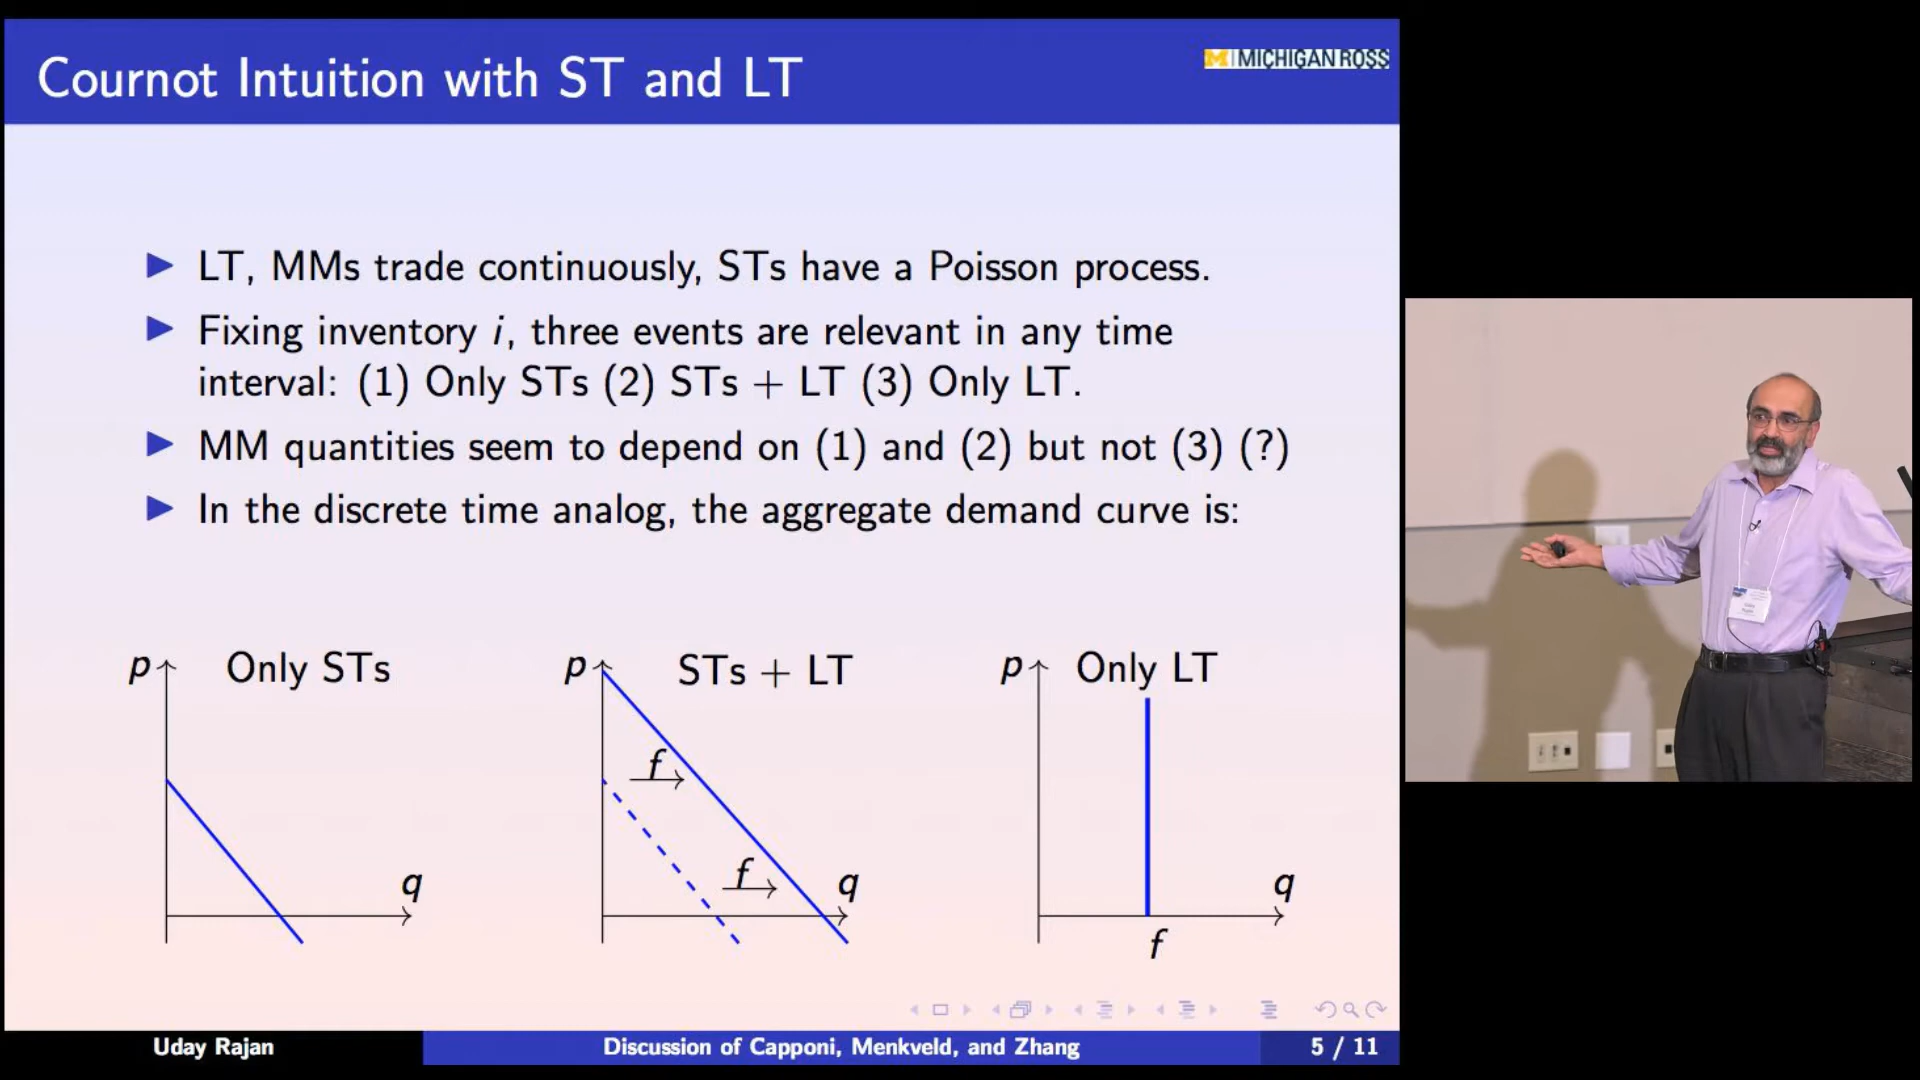 Cournot Intuition with ST and LT
M MICHIGAN ROSS
LT, MMs trade continuously, STs have a Poisson process.
Fixing inventory i, three events are relevant in any time
interval: (1) Only STs (2) STs + LT (3) Only LT.
MM quantities seem to depend on (1) and (2) but not (3) (?)
In the discrete time analog, the aggregate demand curve is:
p Only STs
q
p STs + LT
f
f
q
p Only LT
q
f
Uday Rajan
Discussion of Capponi, Menkveld, and Zhang
5 / 11